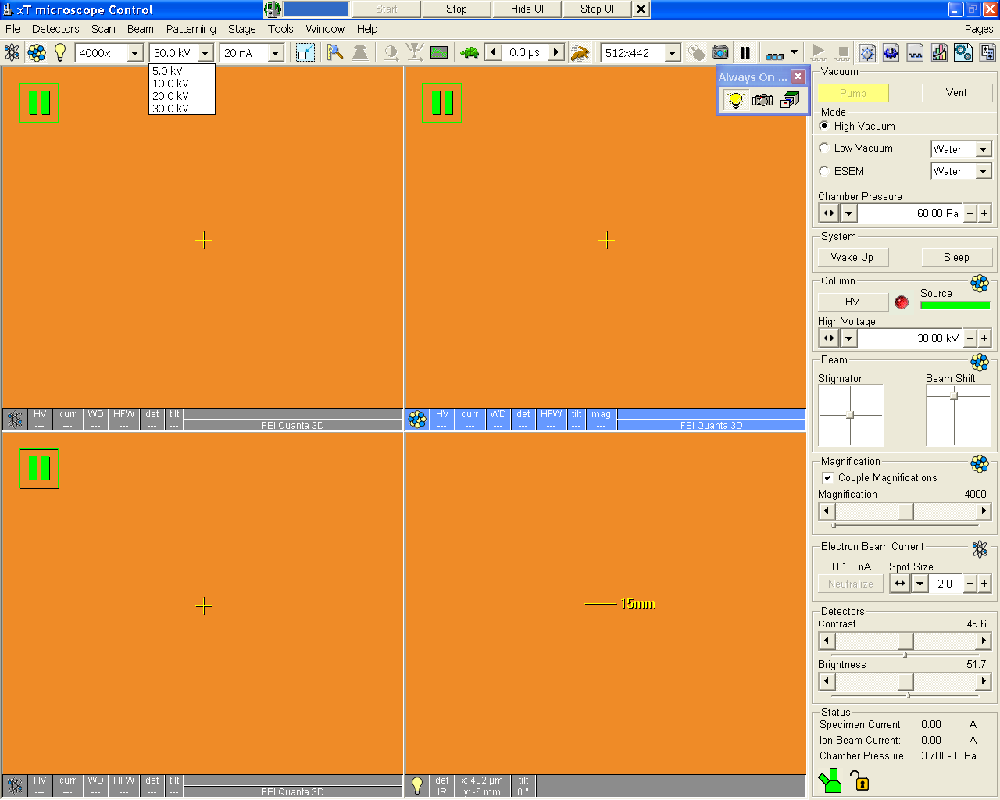 xT microscope Control
Start
Stop
Hide UI
Stop UI
File
Detectors
Scan
Beam
Patterning
Stage
Tools
Window
Help
Pages
4000x
30.0 kV
20 nA
0.3 µs
512x442
5.0 kV
10.0 kV
20.0 kV
30.0 kV
Always On ...
HV
curr
WD
HFW
det
tilt
---
---
---
---
---
---
FEI Quanta 3D
HV
curr
WD
det
HFW
tilt
mag
---
---
---
---
---
---
---
FEI Quanta 3D
15mm
HV
curr
WD
HFW
det
tilt
---
---
---
---
---
---
FEI Quanta 3D
det
x: 402 µm
tilt
IR
y: -6 mm
0 °
Vacuum
Pump
Vent
Mode
High Vacuum
Low Vacuum
Water
ESEM
Water
Chamber Pressure
60.00 Pa
System
Wake Up
Sleep
Column
HV
Source
High Voltage
30.00 kV
Beam
Stigmator
Beam Shift
Magnification
Couple Magnifications
Magnification
4000
Electron Beam Current
0.81 nA
Spot Size
Neutralize
2.0
Detectors
Contrast
49.6
Brightness
51.7
Status
Specimen Current: 0.00 A
Ion Beam Current: 0.00 A
Chamber Pressure: 3.70E-3 Pa